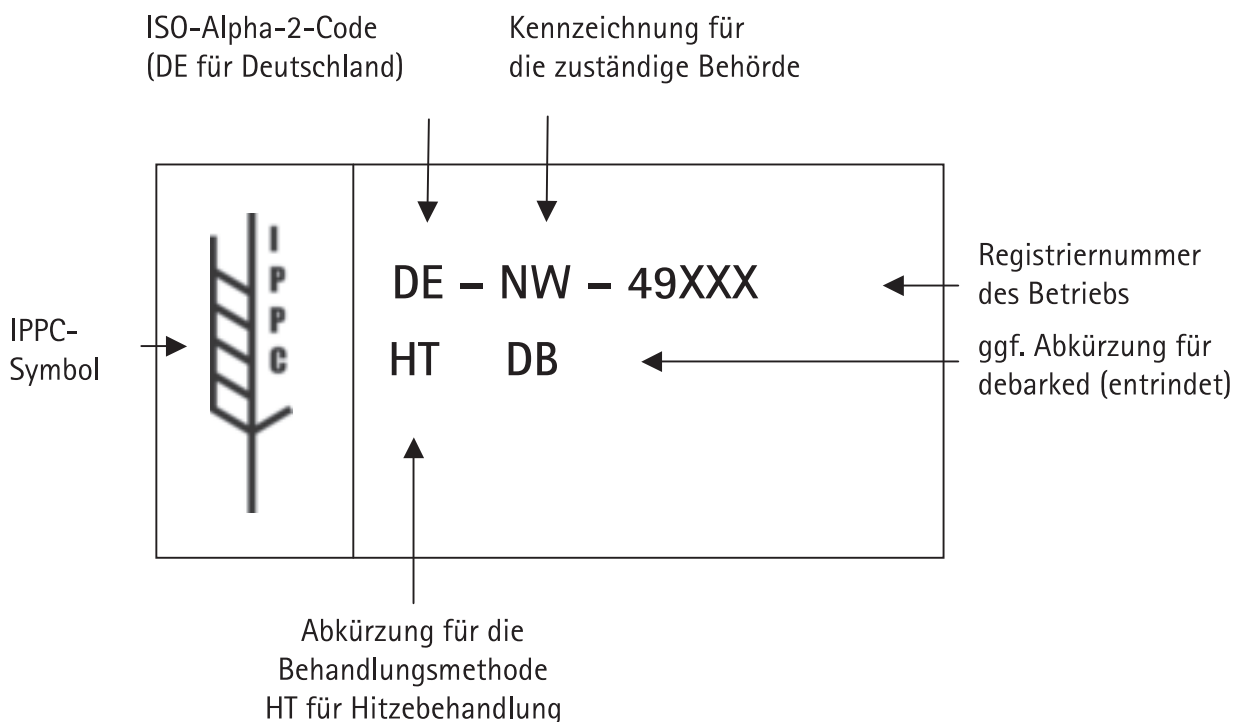 ISO-Alpha-2-Code
(DE für Deutschland)
Kennzeichnung für
die zuständige Behörde
IPPC-
Symbol
I
P
P
C
DE – NW – 49XXX
HT DB
Registriernummer
des Betriebs
ggf. Abkürzung für
debarked (entrindet)
Abkürzung für die
Behandlungsmethode
HT für Hitzebehandlung